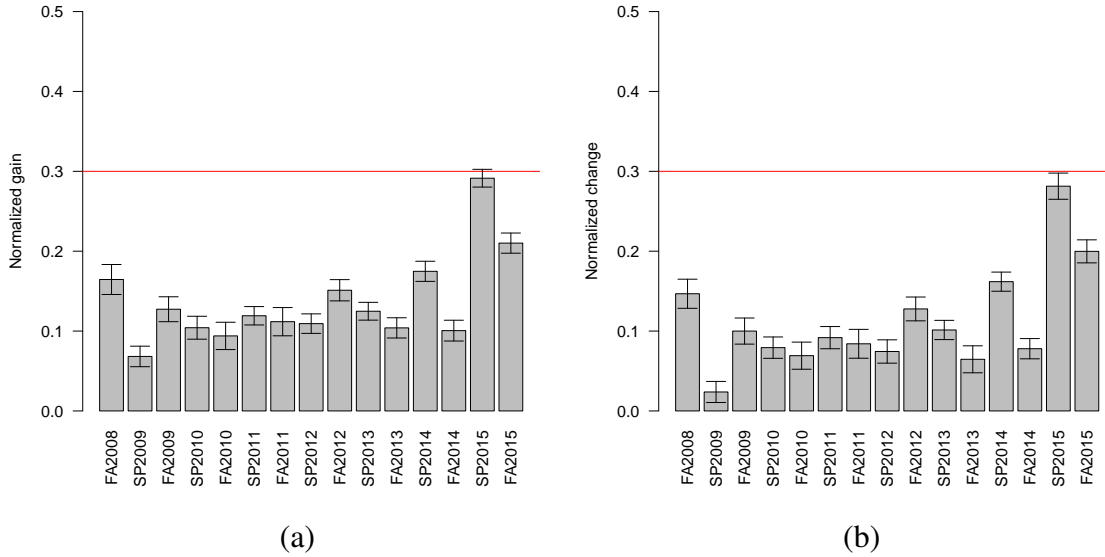 Normalized gain
0.5
0.4
0.3
0.2
0.1
0.0
FA2008
SP2009
FA2009
SP2010
FA2010
SP2011
FA2011
SP2012
FA2012
SP2013
FA2013
SP2014
FA2014
SP2015
FA2015
(a)
Normalized change
0.5
0.4
0.3
0.2
0.1
0.0
FA2008
SP2009
FA2009
SP2010
FA2010
SP2011
FA2011
SP2012
FA2012
SP2013
FA2013
SP2014
FA2014
SP2015
FA2015
(b)